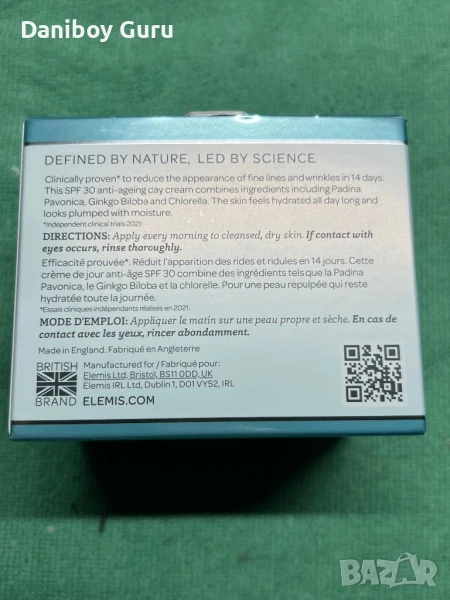 Daniboy Guru
DEFINED BY NATURE, LED BY SCIENCE
Clinically proven* to reduce the appearance of fine lines and wrinkles in 14 days.
This SPF 30 anti-ageing day cream combines ingredients including Padina
Pavonica, Ginkgo Biloba and Chlorella. The skin feels hydrated all day long and
looks plumped with moisture.
*Independent clinical trials 2021
DIRECTIONS: Apply every morning to cleansed, dry skin. If contact with
eyes occurs, rinse thoroughly.
Efficacité prouvée*. Réduit l'apparition des rides et ridules en 14 jours. Cette
crème de jour anti-âge SPF 30 combine des ingrédients tels que la Padina
Pavonica, le Ginkgo Biloba et la chlorelle. Pour une peau repulpée qui reste
hydratée toute la journée.
*Essais cliniques indépendants réalisés en 2021.
MODE D'EMPLOI: Appliquer le matin sur une peau propre et sèche. En cas de
contact avec les yeux, rincer abondamment.
Made in England. Fabriqué en Angleterre
BRITISH
BRAND
Manufactured for / Fabriqué pour:
Elemis Ltd, Bristol, BS11 0DD, UK
Elemis IRL Ltd, Dublin 1, D01 VY52, IRL
ELEMIS.COM
BAZAR